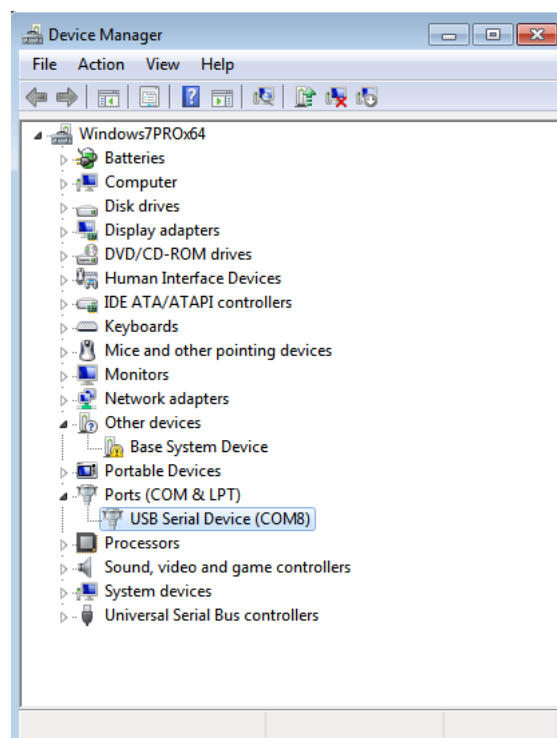 Device Manager
File Action View Help
Windows7PROx64
Batteries
Computer
Disk drives
Display adapters
DVD/CD-ROM drives
Human Interface Devices
IDE ATA/ATAPI controllers
Keyboards
Mice and other pointing devices
Monitors
Network adapters
Other devices
Base System Device
Portable Devices
Ports (COM & LPT)
USB Serial Device (COM8)
Processors
Sound, video and game controllers
System devices
Universal Serial Bus controllers